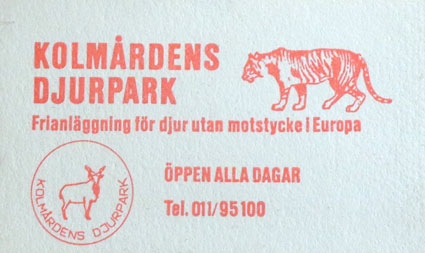 KOLMÅRDENS
DJURPARK
Frianläggning för djur utan motstycke i Europa
ÖPPEN ALLA DAGAR
Tel. 011/95100
KOLMÅRDENS DJURPARK